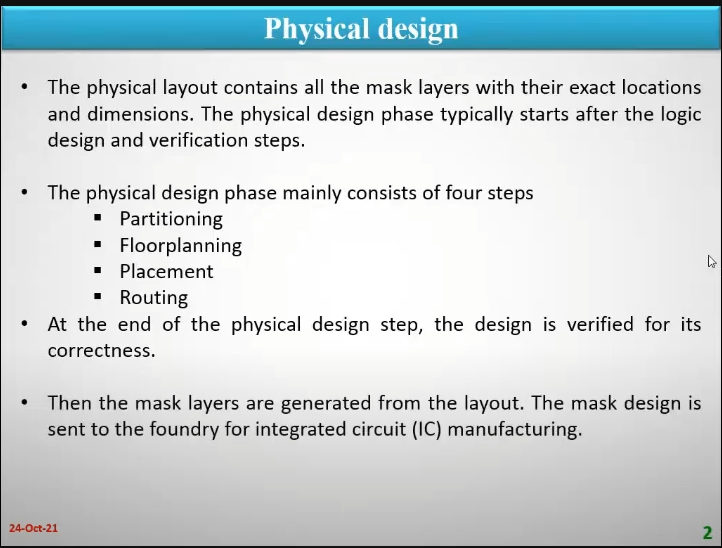 Physical design
• The physical layout contains all the mask layers with their exact locations
and dimensions. The physical design phase typically starts after the logic
design and verification steps.
• The physical design phase mainly consists of four steps
▪ Partitioning
▪ Floorplanning
▪ Placement
▪ Routing
• At the end of the physical design step, the design is verified for its
correctness.
• Then the mask layers are generated from the layout. The mask design is
sent to the foundry for integrated circuit (IC) manufacturing.
24-Oct-21
2